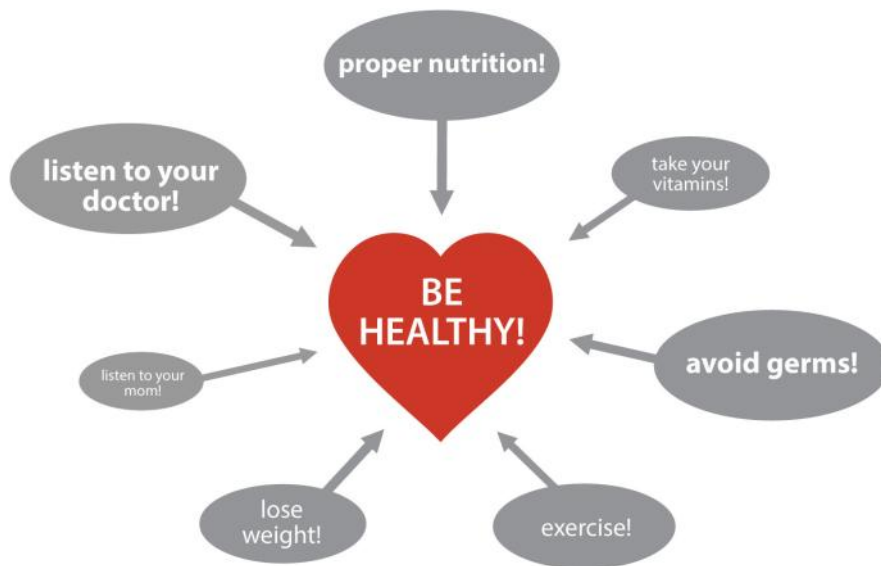 proper nutrition!
listen to your
doctor!
take your
vitamins!
BE
HEALTHY!
avoid germs!
listen to your
mom!
lose
weight!
exercise!